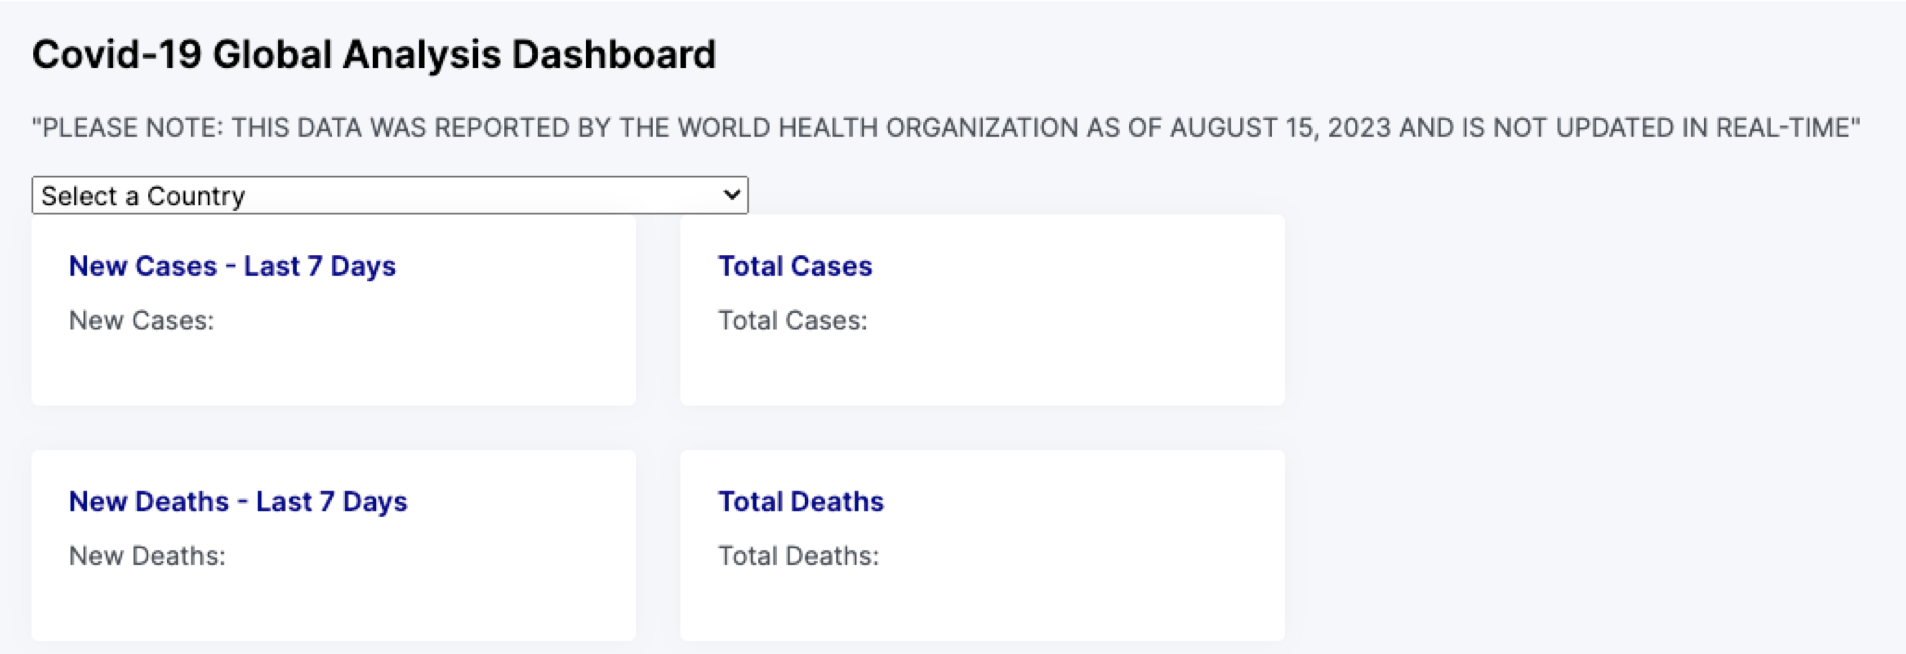 Covid-19 Global Analysis Dashboard
"PLEASE NOTE: THIS DATA WAS REPORTED BY THE WORLD HEALTH ORGANIZATION AS OF AUGUST 15, 2023 AND IS NOT UPDATED IN REAL-TIME"
Select a Country
New Cases - Last 7 Days
New Cases:
Total Cases
Total Cases:
New Deaths - Last 7 Days
New Deaths:
Total Deaths
Total Deaths: